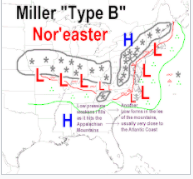 Miller "Type B"
Nor'easter
H
L
L
L
L
L
L
L
H
Low pressure
weakens / dies
as it hits the
Appalachian
Mountains
Another
low forms in the lee
of the mountains,
usually very close to
the Atlantic Coast